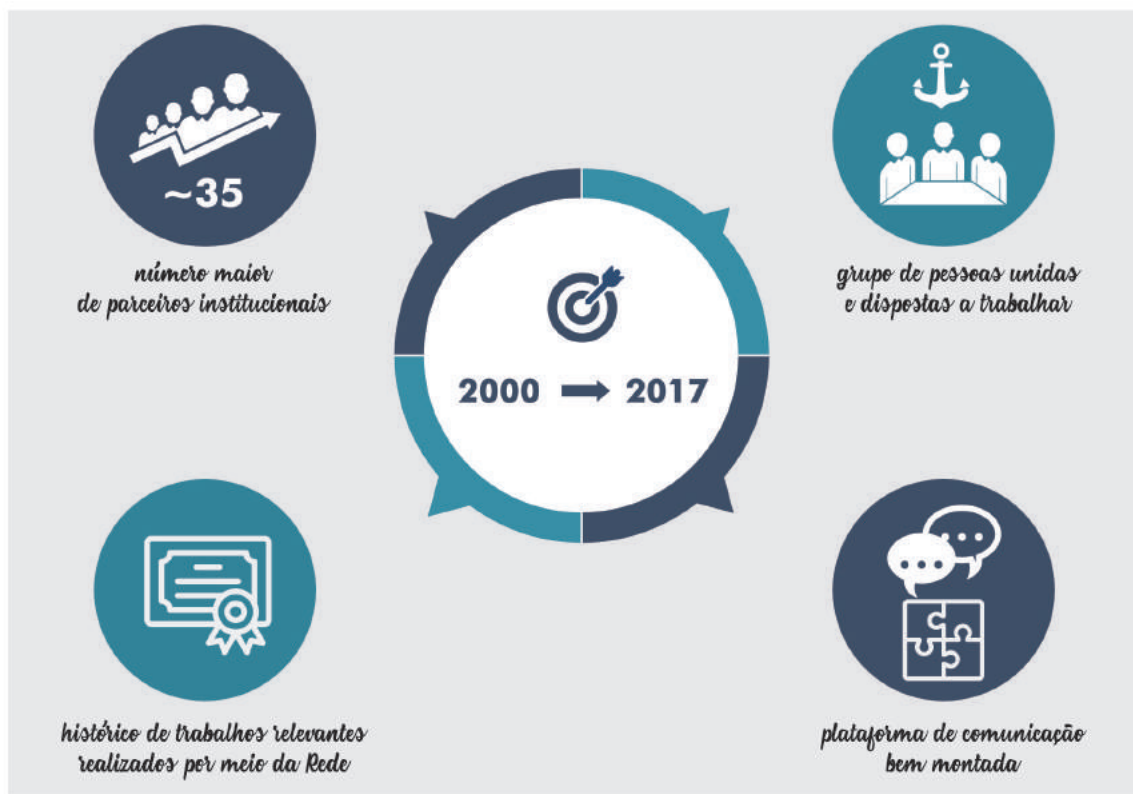 ~35
número maior
de parceiros institucionais
grupo de pessoas unidas
e dispostas a trabalhar
2000 → 2017
histórico de trabalhos relevantes
realizados por meio da Rede
plataforma de comunicação
bem montada